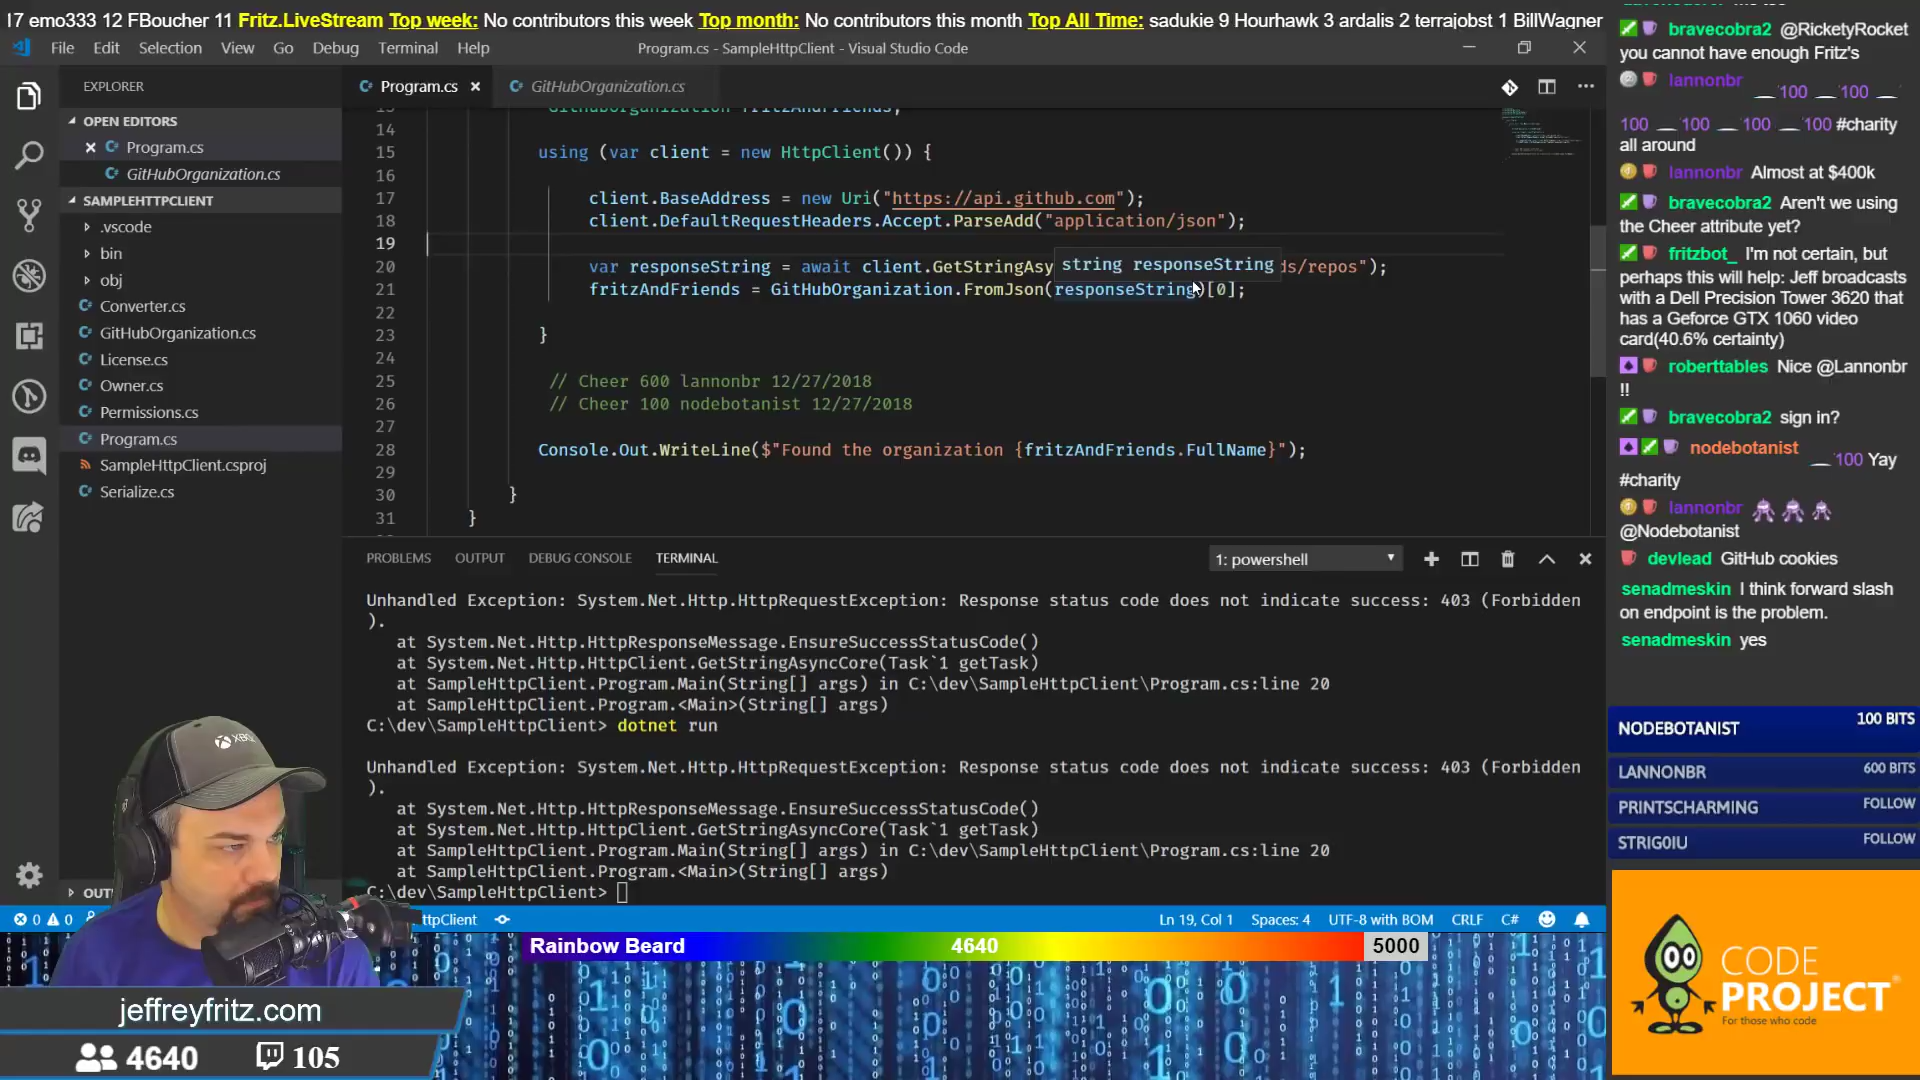 l7 emo333 12 FBoucher 11 Fritz.LiveStream Top week: No contributors this week Top month: No contributors this month Top All Time: sadukie 9 Hourhawk 3 ardalis 2 terrajobst 1 BillWagner
File Edit Selection View Go Debug Terminal Help
Program.cs - SampleHttpClient - Visual Studio Code
EXPLORER
OPEN EDITORS
Program.cs
GitHubOrganization.cs
SAMPLEHTTPCLIENT
.vscode
bin
obj
Converter.cs
GitHubOrganization.cs
License.cs
Owner.cs
Permissions.cs
Program.cs
SampleHttpClient.csproj
Serialize.cs
Program.cs
GitHubOrganization.cs
GitHubOrganization fritzAndFriends;
14
15 using (var client = new HttpClient()) {
16
17 client.BaseAddress = new Uri("https://api.github.com");
18 client.DefaultRequestHeaders.Accept.ParseAdd("application/json");
19
20 var responseString = await client.GetStringAsy ds/repos");
string responseString
21 fritzAndFriends = GitHubOrganization.FromJson(responseString)[0];
22
23 }
24
25 // Cheer 600 lannonbr 12/27/2018
26 // Cheer 100 nodebotanist 12/27/2018
27
28 Console.Out.WriteLine($"Found the organization {fritzAndFriends.FullName}");
29
30 }
31 }
PROBLEMS OUTPUT DEBUG CONSOLE TERMINAL
1: powershell
Unhandled Exception: System.Net.Http.HttpRequestException: Response status code does not indicate success: 403 (Forbidden
).
at System.Net.Http.HttpResponseMessage.EnsureSuccessStatusCode()
at System.Net.Http.HttpClient.GetStringAsyncCore(Task`1 getTask)
at SampleHttpClient.Program.Main(String[] args) in C:\dev\SampleHttpClient\Program.cs:line 20
at SampleHttpClient.Program.<Main>(String[] args)
C:\dev\SampleHttpClient> dotnet run
Unhandled Exception: System.Net.Http.HttpRequestException: Response status code does not indicate success: 403 (Forbidden
).
at System.Net.Http.HttpResponseMessage.EnsureSuccessStatusCode()
at System.Net.Http.HttpClient.GetStringAsyncCore(Task`1 getTask)
at SampleHttpClient.Program.Main(String[] args) in C:\dev\SampleHttpClient\Program.cs:line 20
at SampleHttpClient.Program.<Main>(String[] args)
C:\dev\SampleHttpClient>
OUT
0 0 ttpClient
Ln 19, Col 1 Spaces: 4 UTF-8 with BOM CRLF C#
bravecobra2 @RicketyRocket
you cannot have enough Fritz's
lannonbr 100 100
100 100 100 100 #charity
all around
lannonbr Almost at $400k
bravecobra2 Aren't we using
the Cheer attribute yet?
fritzbot_ I'm not certain, but
perhaps this will help: Jeff broadcasts
with a Dell Precision Tower 3620 that
has a Geforce GTX 1060 video
card(40.6% certainty)
roberttables Nice @Lannonbr
!!
bravecobra2 sign in?
nodebotanist 100 Yay
#charity
lannonbr
@Nodebotanist
devlead GitHub cookies
senadmeskin I think forward slash
on endpoint is the problem.
senadmeskin yes
NODEBOTANIST 100 BITS
LANNONBR 600 BITS
PRINTSCHARMING FOLLOW
STRIG0IU FOLLOW
CODE
PROJECT®
For those who code
Rainbow Beard 4640 5000
XBOX
jeffreyfritz.com
4640 105